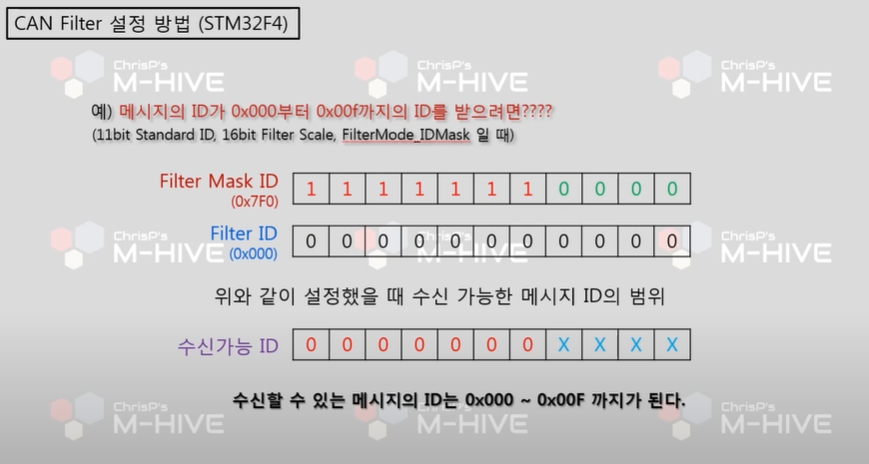 CAN Filter 설정 방법 (STM32F4)
ChrisP's ChrisP's ChrisP's
M-HIVE M-HIVE M-HIVE
예) 메시지의 ID가 0x000부터 0x00f까지의 ID를 받으려면????
(11bit Standard ID, 16bit Filter Scale, FilterMode_IDMask 일 때)
Filter Mask ID 1 1 1 1 1 1 1 0 0 0 0
(0x7F0)
ChrisP's ChrisP's ChrisP's
Filter ID 0 0 0 0 0 0 0 0 0 0 0
(0x000)
M-HIVE M-HIVE M-HIVE
위와 같이 설정했을 때 수신 가능한 메시지 ID의 범위
수신가능 ID 0 0 0 0 0 0 0 X X X X
수신할 수 있는 메시지의 ID는 0x000 ~ 0x00F 까지가 된다.
ChrisP's ChrisP's ChrisP's
M-HIVE M-HIVE M-HIVE